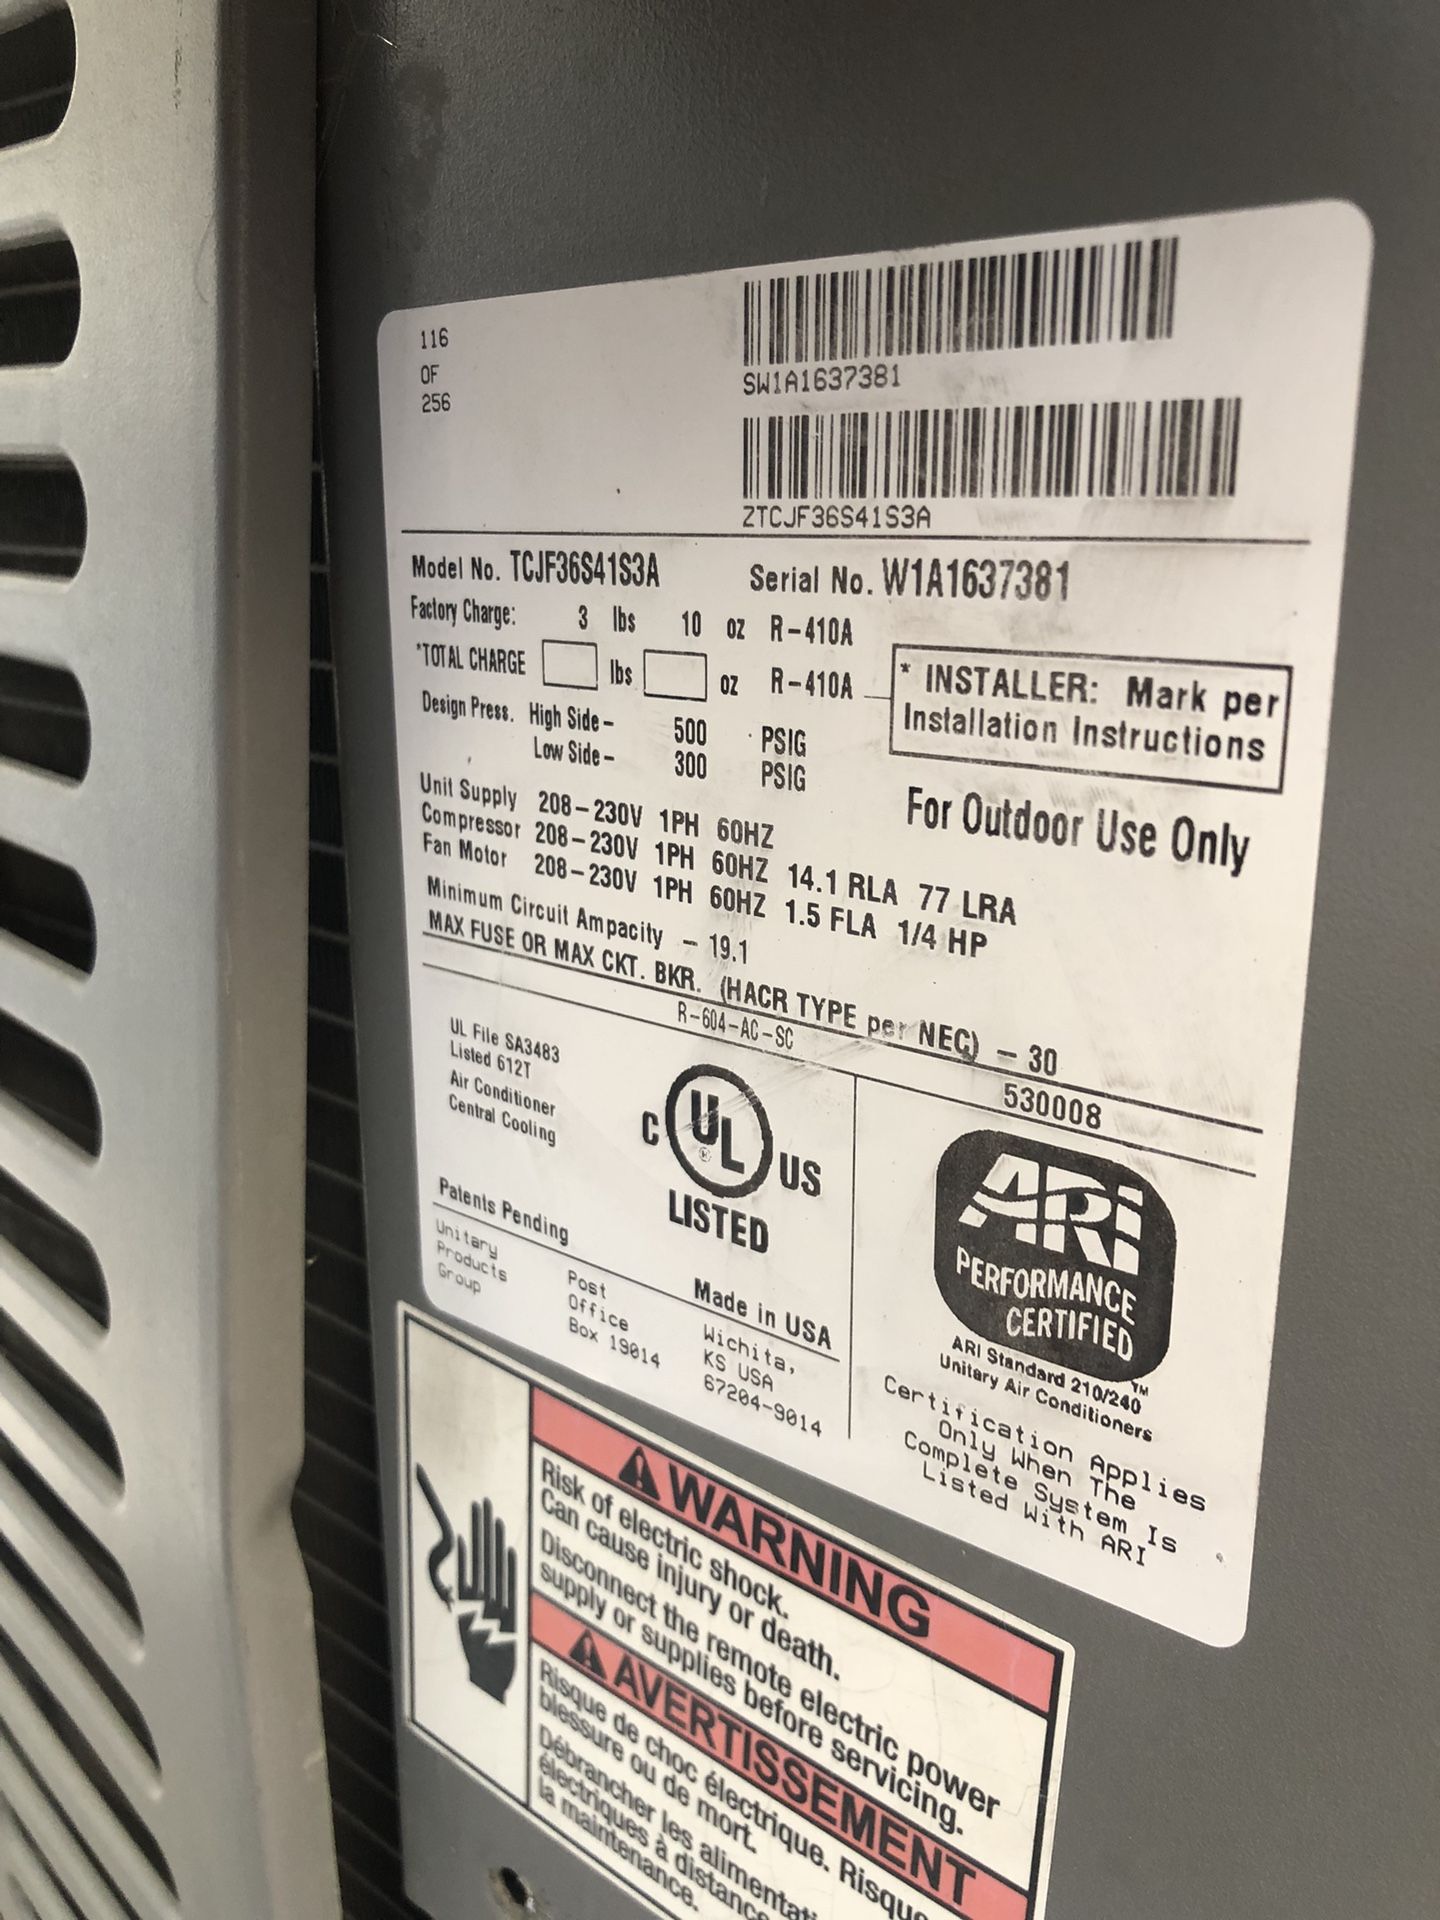 116
OF
256
SW1A1637381
ZTCJF36S41S3A
Model No. TCJF36S41S3A Serial No. W1A1637381
Factory Charge: 3 lbs 10 oz R-410A
*TOTAL CHARGE lbs oz R-410A
* INSTALLER: Mark per
Installation Instructions
Design Press. High Side- 500 PSIG
Low Side- 300 PSIG
For Outdoor Use Only
Unit Supply 208-230V 1PH 60HZ
Compressor 208-230V 1PH 60HZ 14.1 RLA 77 LRA
Fan Motor 208-230V 1PH 60HZ 1.5 FLA 1/4 HP
Minimum Circuit Ampacity - 19.1
MAX FUSE OR MAX CKT. BKR. (HACR TYPE per NEC) - 30
R-604-AC-SC 530008
UL File SA3483
Listed 612T
Air Conditioner
Central Cooling
C UL ® US
LISTED
Patents Pending
Made in USA
Unitary
Products
Group
Post
Office
Box 19014
Wichita,
KS USA
67204-9014
ARI
PERFORMANCE
CERTIFIED
TM
ARI Standard 210/240
Unitary Air Conditioners
Certification Applies
Only When The
Complete System Is
Listed With ARI
WARNING
Risk of electric shock.
Can cause injury or death.
Disconnect the remote electric power
supply or supplies before servicing.
AVERTISSEMENT
Risque de choc électrique. Risque
blessure ou de mort.
Débrancher les alimentat
électriques à distance
la maintenance.